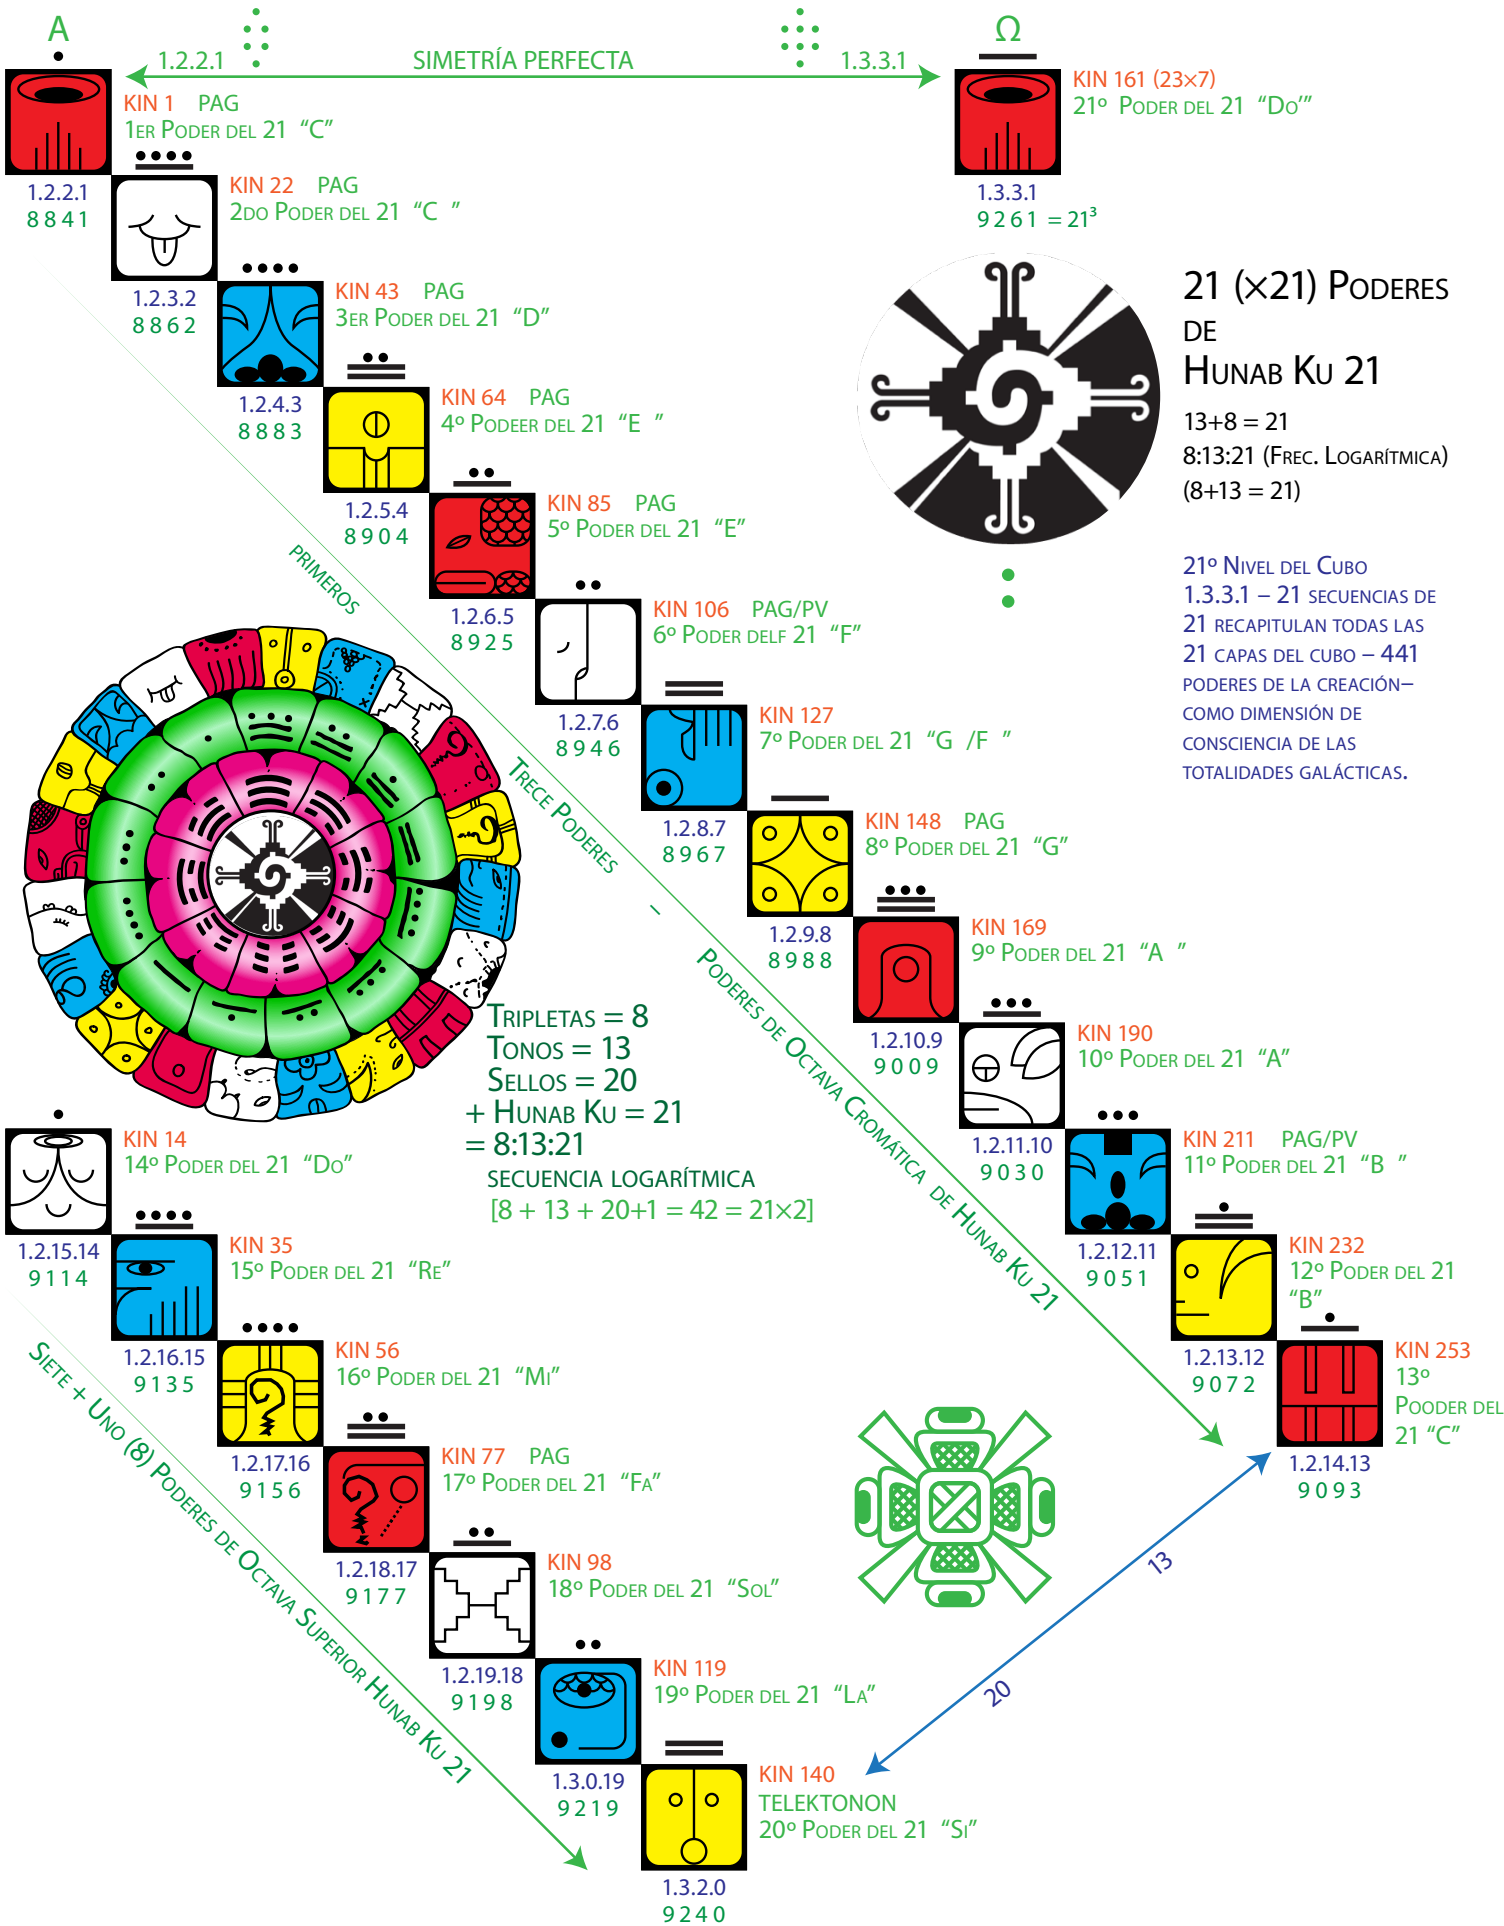 Α
Ω
1.2.2.1
SIMETRÍA PERFECTA
1.3.3.1
KIN 1 PAG
1ER PODER DEL 21 “C”
1.2.2.1
8841
KIN 161 (23×7)
21º PODER DEL 21 “DO’”
1.3.3.1
9261 = 21³
KIN 22 PAG
2DO PODER DEL 21 “C ”
1.2.3.2
8862
KIN 43 PAG
3ER PODER DEL 21 “D”
1.2.4.3
8883
KIN 64 PAG
4º PODEER DEL 21 “E ”
1.2.5.4
8904
KIN 85 PAG
5º PODER DEL 21 “E”
1.2.6.5
8925
KIN 106 PAG/PV
6º PODER DELF 21 “F”
1.2.7.6
8946
KIN 127
7º PODER DEL 21 “G /F ”
1.2.8.7
8967
KIN 148 PAG
8º PODER DEL 21 “G”
1.2.9.8
8988
KIN 169
9º PODER DEL 21 “A ”
1.2.10.9
9009
KIN 190
10º PODER DEL 21 “A”
1.2.11.10
9030
KIN 211 PAG/PV
11º PODER DEL 21 “B ”
1.2.12.11
9051
KIN 232
12º PODER DEL 21
“B”
1.2.13.12
9072
KIN 253
13º
POODER DEL
21 “C”
1.2.14.13
9093
21 (×21) PODERES
DE
HUNAB KU 21
13+8 = 21
8:13:21 (FREC. LOGARÍTMICA)
(8+13 = 21)
21º NIVEL DEL CUBO
1.3.3.1 – 21 SECUENCIAS DE
21 RECAPITULAN TODAS LAS
21 CAPAS DEL CUBO – 441
PODERES DE LA CREACIÓN–
COMO DIMENSIÓN DE
CONSCIENCIA DE LAS
TOTALIDADES GALÁCTICAS.
PRIMEROS TRECE PODERES – PODERES DE OCTAVA CROMÁTICA DE HUNAB KU 21
TRIPLETAS = 8
TONOS = 13
SELLOS = 20
+ HUNAB KU = 21
= 8:13:21
SECUENCIA LOGARÍTMICA
[8 + 13 + 20+1 = 42 = 21×2]
KIN 14
14º PODER DEL 21 “DO”
1.2.15.14
9114
KIN 35
15º PODER DEL 21 “RE”
1.2.16.15
9135
KIN 56
16º PODER DEL 21 “MI”
1.2.17.16
9156
KIN 77 PAG
17º PODER DEL 21 “FA”
1.2.18.17
9177
KIN 98
18º PODER DEL 21 “SOL”
1.2.19.18
9198
KIN 119
19º PODER DEL 21 “LA”
1.3.0.19
9219
KIN 140
TELEKTONON
20º PODER DEL 21 “SI”
1.3.2.0
9240
SIETE + UNO (8) PODERES DE OCTAVA SUPERIOR HUNAB KU 21
13
20